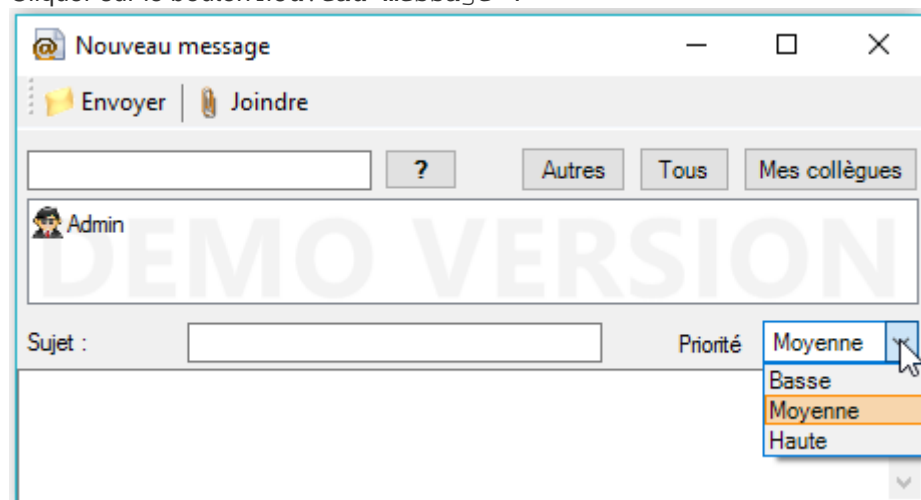 Nouveau message
Envoyer Joindre
? Autres Tous Mes collègues
Admin
DEMO VERSION
Sujet : Priorité Moyenne
Basse
Moyenne
Haute